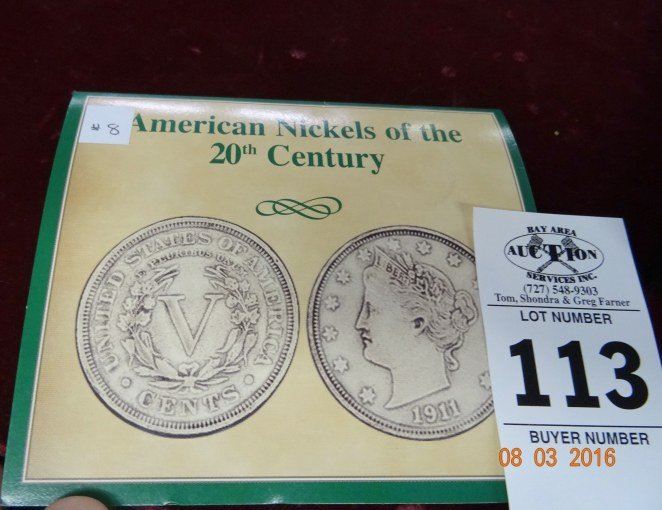 # 8
American Nickels of the
20th Century
UNITED STATES OF AMERICA
E PLURIBUS UNUM
V
CENTS
LIBERTY
1911
BAY AREA
AUCTION
SERVICES INC.
(727) 548-9303
Tom, Shondra & Greg Farner
LOT NUMBER
113
BUYER NUMBER
08 03 2016